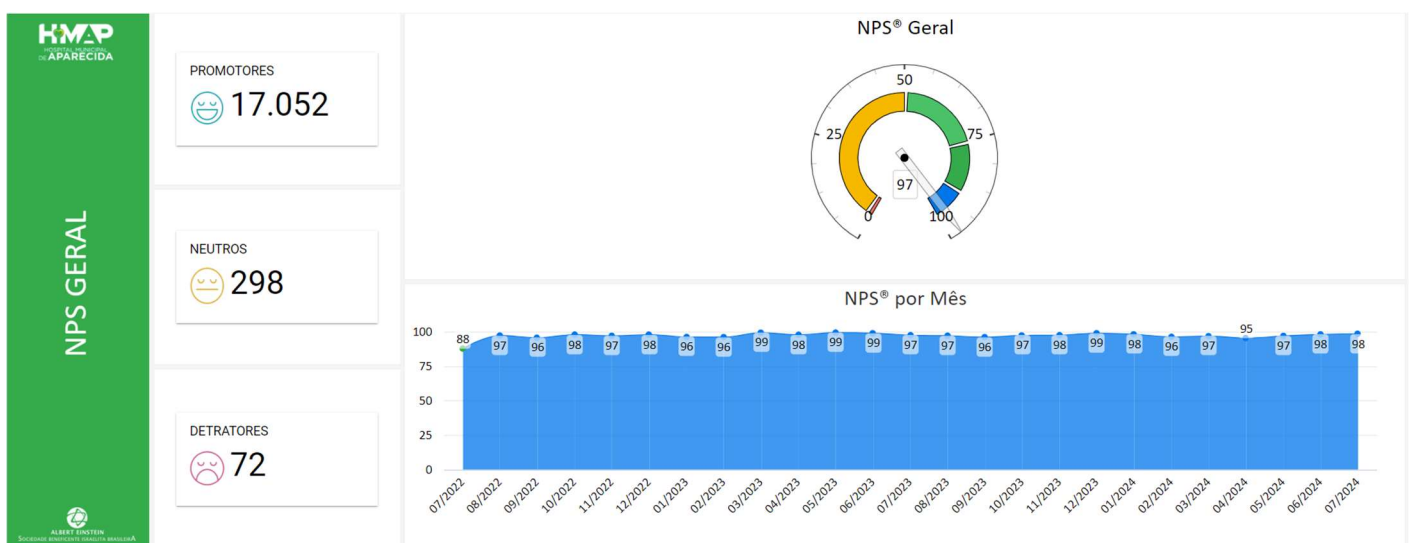 HMAP
HOSPITAL MUNICIPAL
DE APARECIDA
NPS GERAL
ALBERT EINSTEIN
SOCIEDADE BENEFICENTE ISRAELITA BRASILEIRA
PROMOTORES
17.052
NEUTROS
298
DETRATORES
72
NPS® Geral
50
25
75
97
0
100
NPS® por Mês
100
75
50
25
0
88 97 96 98 97 98 96 96 99 98 99 99 97 97 96 97 98 99 98 96 97 95 97 98 98
07/2022 08/2022 09/2022 10/2022 11/2022 12/2022 01/2023 02/2023 03/2023 04/2023 05/2023 06/2023 07/2023 08/2023 09/2023 10/2023 11/2023 12/2023 01/2024 02/2024 03/2024 04/2024 05/2024 06/2024 07/2024